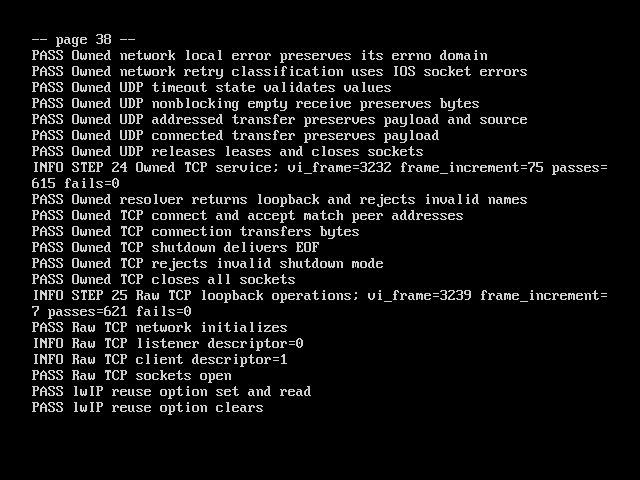 -- page 38 --
PASS Owned network local error preserves its errno domain
PASS Owned network retry classification uses IOS socket errors
PASS Owned UDP timeout state validates values
PASS Owned UDP nonblocking empty receive preserves bytes
PASS Owned UDP addressed transfer preserves payload and source
PASS Owned UDP connected transfer preserves payload
PASS Owned UDP releases leases and closes sockets
INFO STEP 24 Owned TCP service; vi_frame=3232 frame_increment=75 passes=
615 fails=0
PASS Owned resolver returns loopback and rejects invalid names
PASS Owned TCP connect and accept match peer addresses
PASS Owned TCP connection transfers bytes
PASS Owned TCP shutdown delivers EOF
PASS Owned TCP rejects invalid shutdown mode
PASS Owned TCP closes all sockets
INFO STEP 25 Raw TCP loopback operations; vi_frame=3239 frame_increment=
7 passes=621 fails=0
PASS Raw TCP network initializes
INFO Raw TCP listener descriptor=0
INFO Raw TCP client descriptor=1
PASS Raw TCP sockets open
PASS lwIP reuse option set and read
PASS lwIP reuse option clears